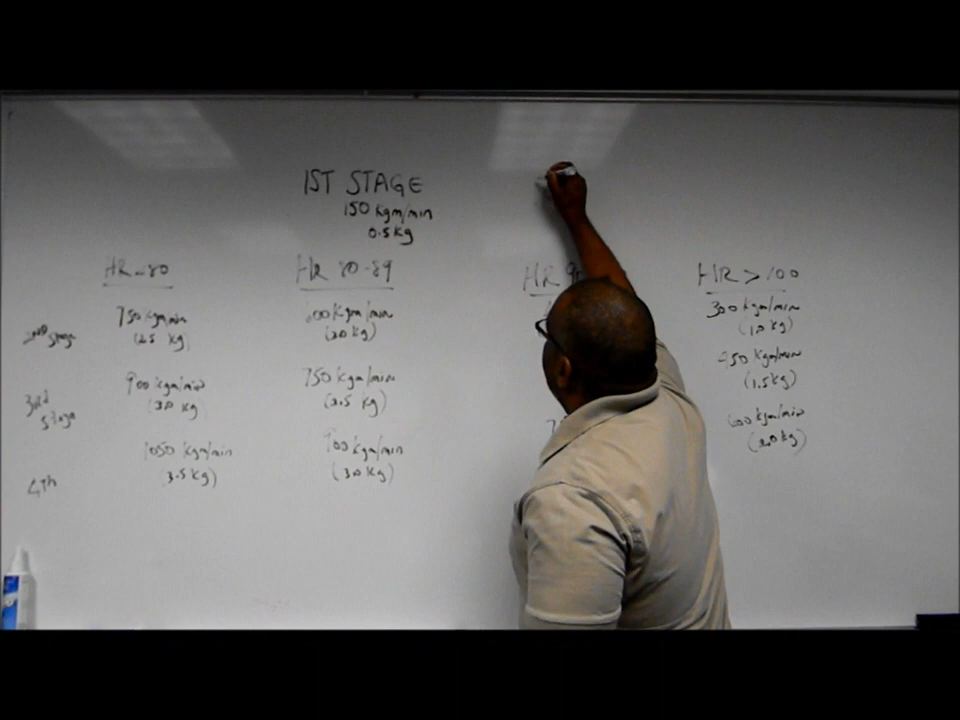 1ST STAGE
150 kgm/min
0.5 kg
HR 80-89
HR
HR > 100
2nd stage
750 kgm/min
(2.5 kg)
600 kgm/min
(2.0 kg)
300 kgm/min
(1.0 kg)
3rd stage
900 kgm/min
(3.0 kg)
750 kgm/min
(2.5 kg)
450 kgm/min
(1.5 kg)
4th
1050 kgm/min
(3.5 kg)
900 kgm/min
(3.0 kg)
600 kgm/min
(2.0 kg)